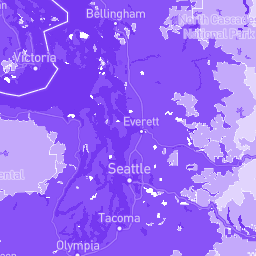 Bellingham
North Cascades
National Park
Victoria
Everett
Seattle
Tacoma
Olympia